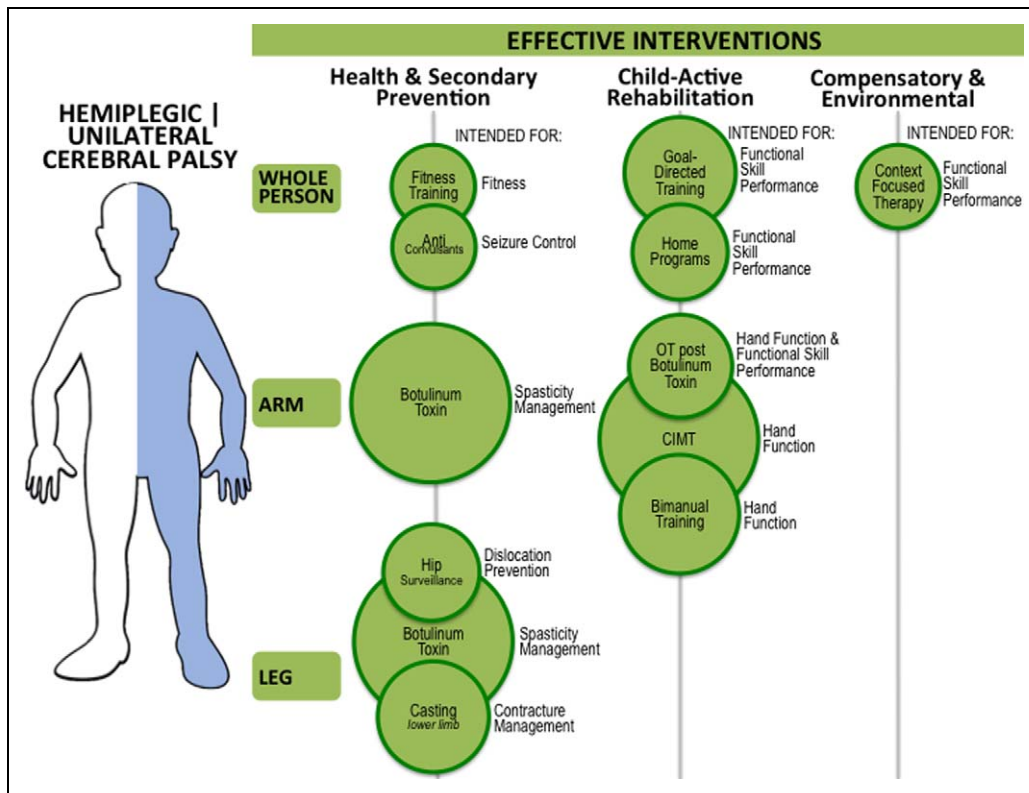 EFFECTIVE INTERVENTIONS
HEMIPLEGIC |
UNILATERAL
CEREBRAL PALSY
Health & Secondary
Prevention
Child-Active
Rehabilitation
Compensatory &
Environmental
INTENDED FOR:
INTENDED FOR:
INTENDED FOR:
WHOLE
PERSON
Fitness
Training
Fitness
Anti
Convulsants
Seizure Control
Goal-
Directed
Training
Functional
Skill
Performance
Home
Programs
Functional
Skill
Performance
Context
Focused
Therapy
Functional
Skill
Performance
ARM
Botulinum
Toxin
Spasticity
Management
OT post
Botulinum
Toxin
Hand Function &
Functional Skill
Performance
CIMT
Hand
Function
Bimanual
Training
Hand
Function
LEG
Hip
Surveillance
Dislocation
Prevention
Botulinum
Toxin
Spasticity
Management
Casting
lower limb
Contracture
Management